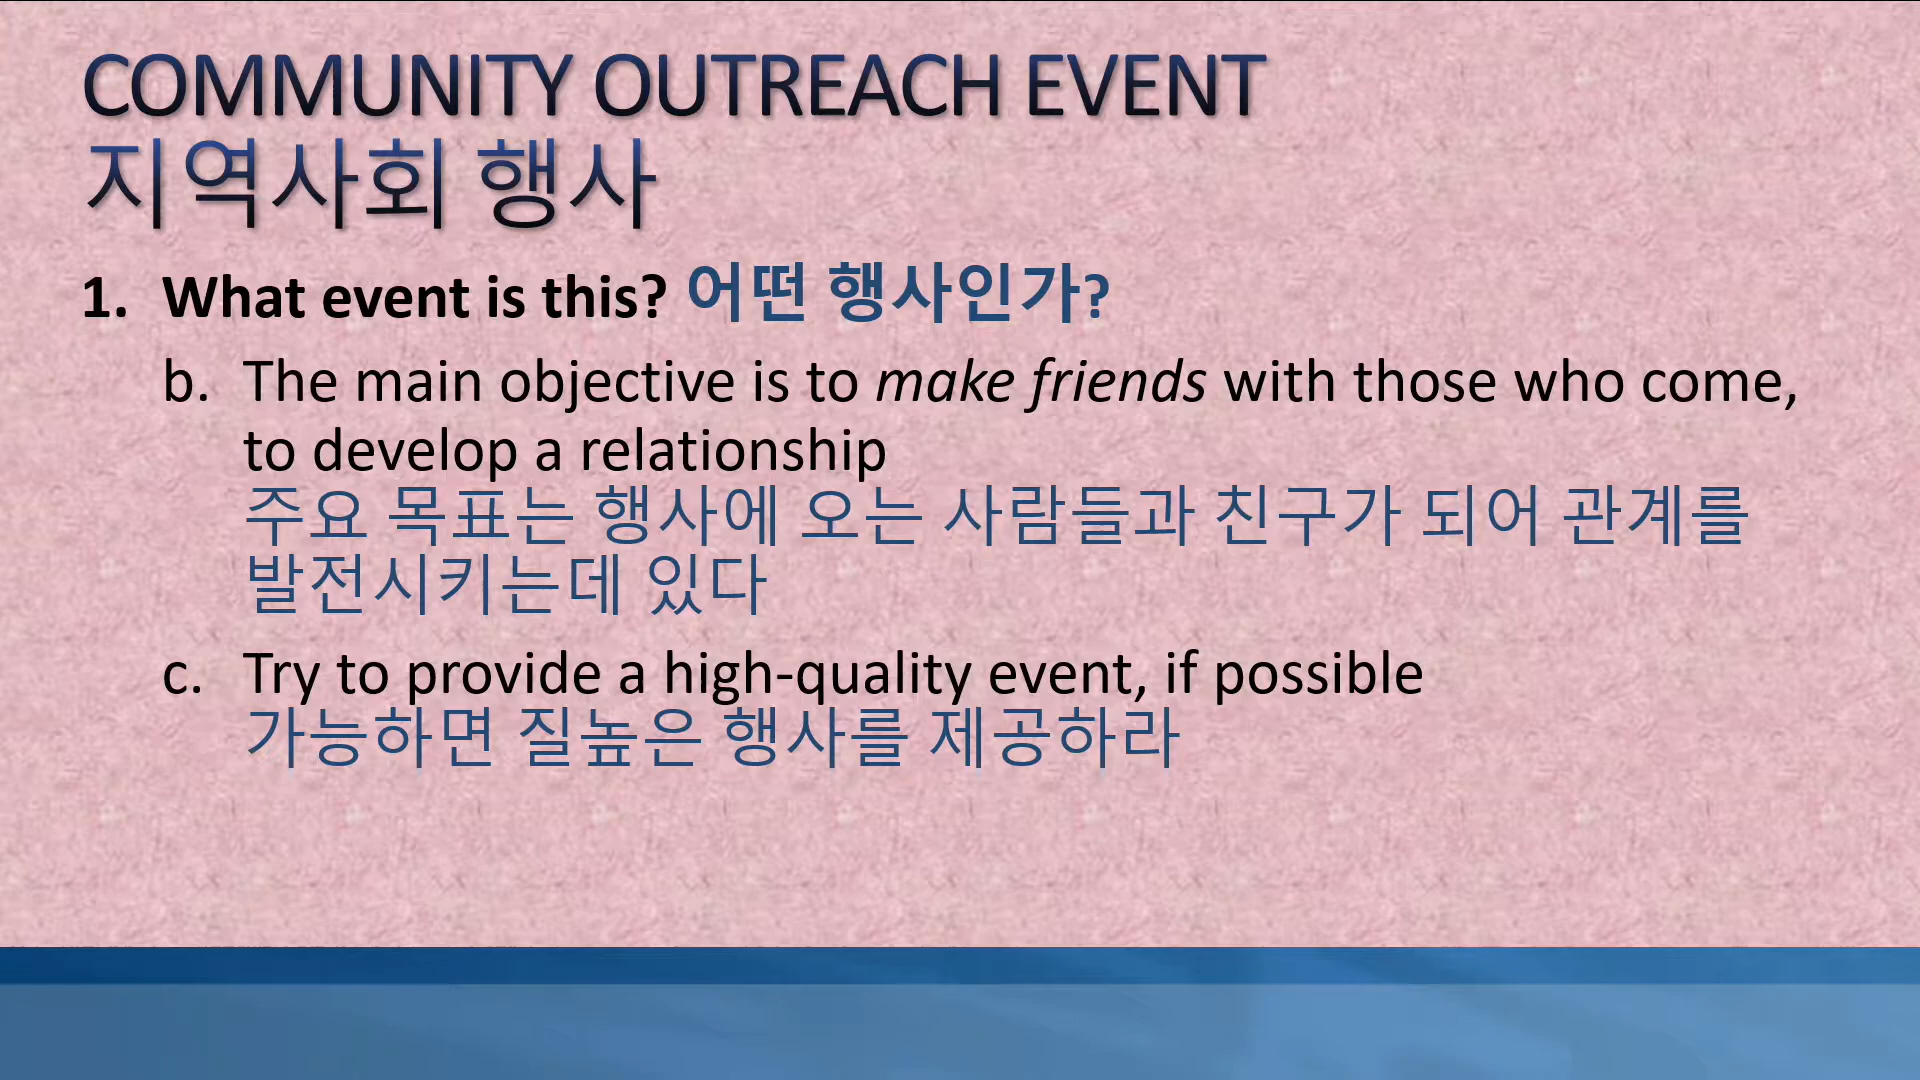 COMMUNITY OUTREACH EVENT
지역사회 행사
1. What event is this? 어떤 행사인가?
b. The main objective is to make friends with those who come,
to develop a relationship
주요 목표는 행사에 오는 사람들과 친구가 되어 관계를
발전시키는데 있다
c. Try to provide a high-quality event, if possible
가능하면 질높은 행사를 제공하라